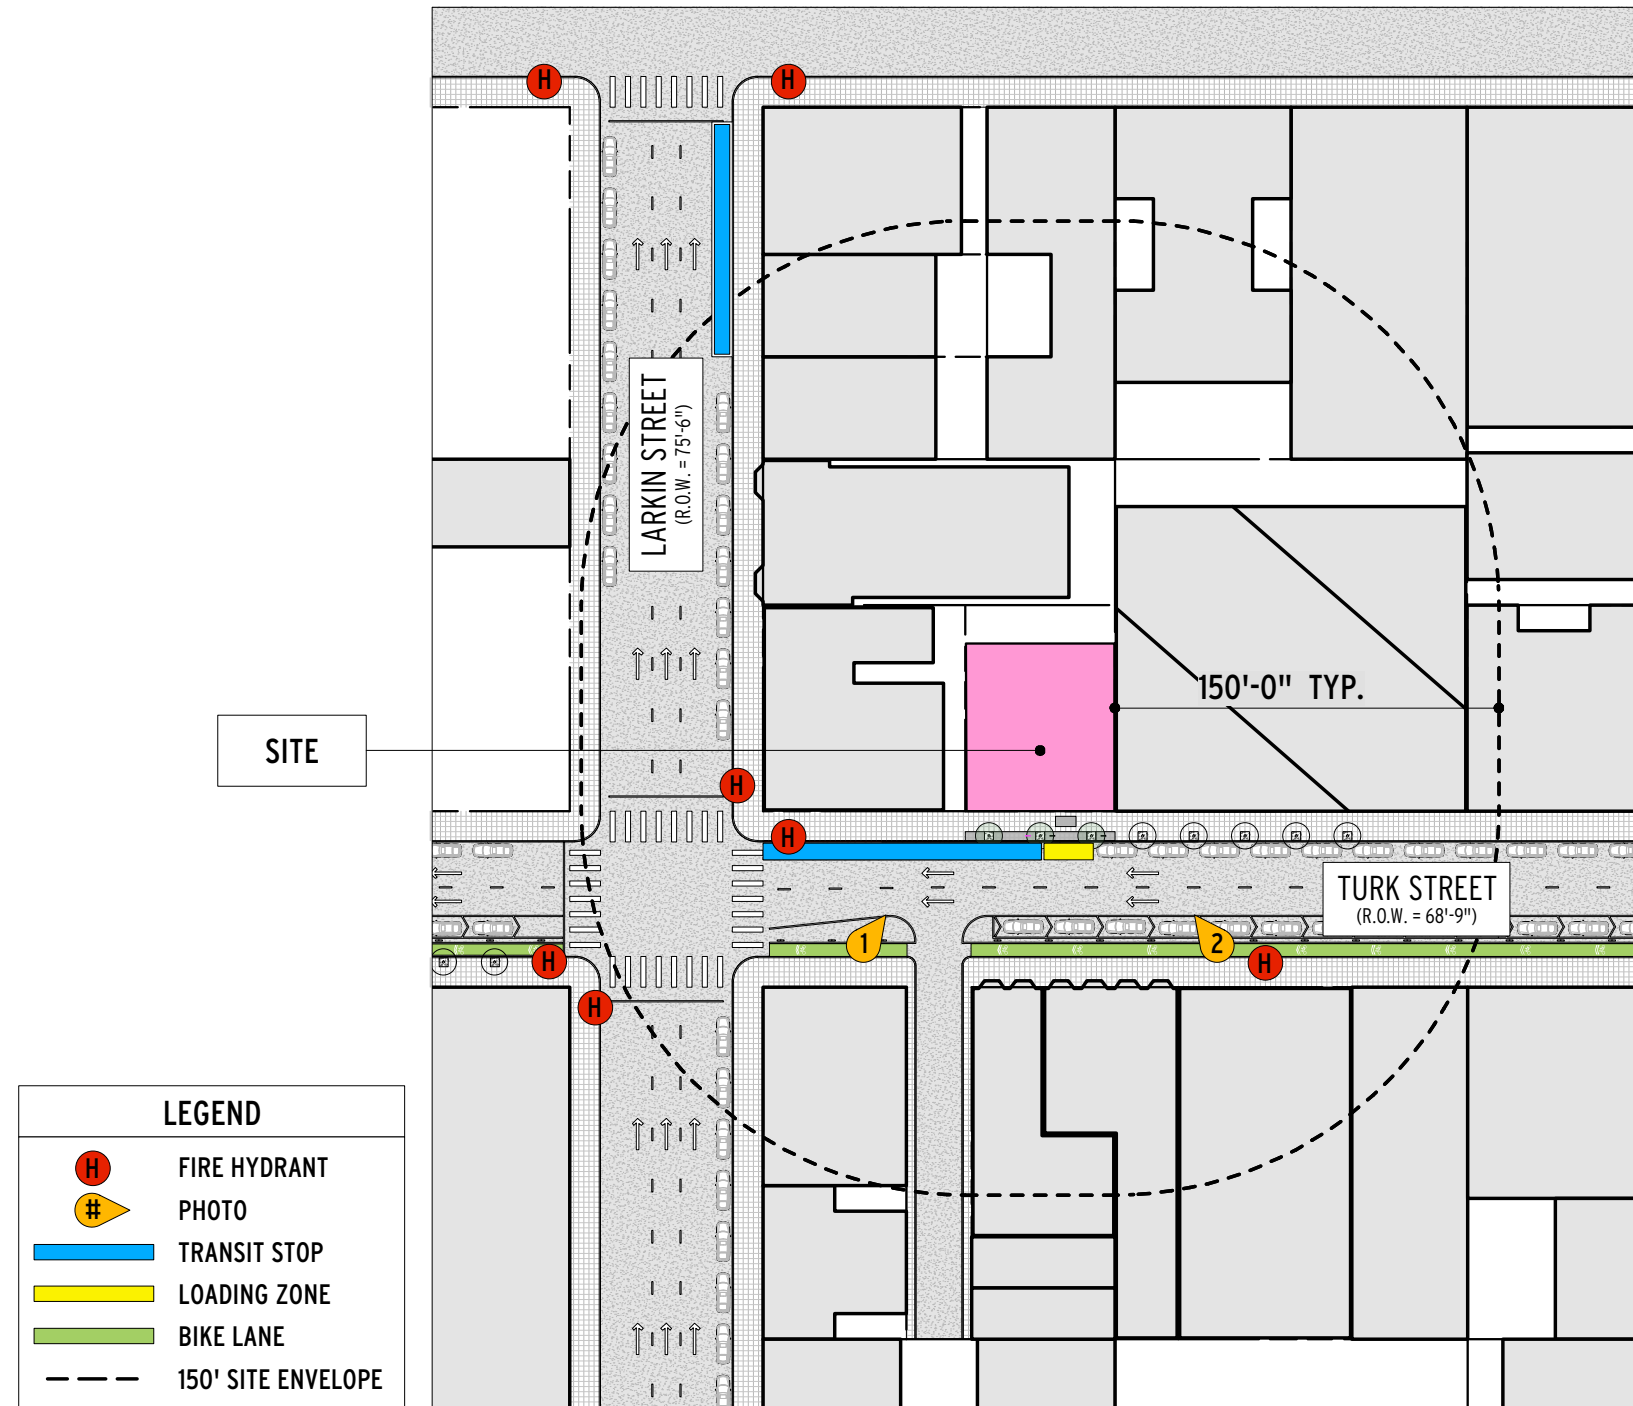 H
H
LARKIN STREET
(R.O.W. = 75'-6")
150'-0" TYP.
SITE
H
H
TURK STREET
(R.O.W. = 68'-9")
1
2
H
H
H
LEGEND
H FIRE HYDRANT
# PHOTO
TRANSIT STOP
LOADING ZONE
BIKE LANE
150' SITE ENVELOPE